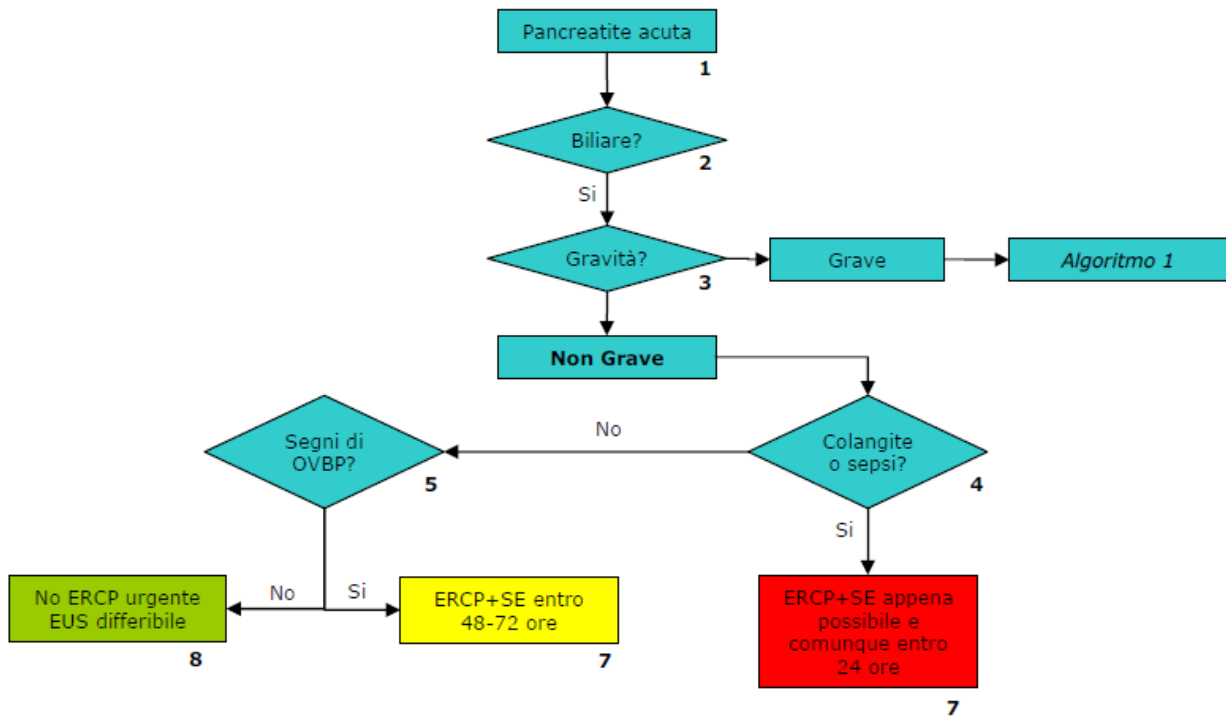 Pancreatite acuta
1
Biliare?
2
Si
Gravità?
3
Grave
Algoritmo 1
Non Grave
No
Segni di
OVBP?
5
Colangite
o sepsi?
4
Si
No ERCP urgente
EUS differibile
8
No
Si
ERCP+SE entro
48-72 ore
7
ERCP+SE appena
possibile e
comunque entro
24 ore
7